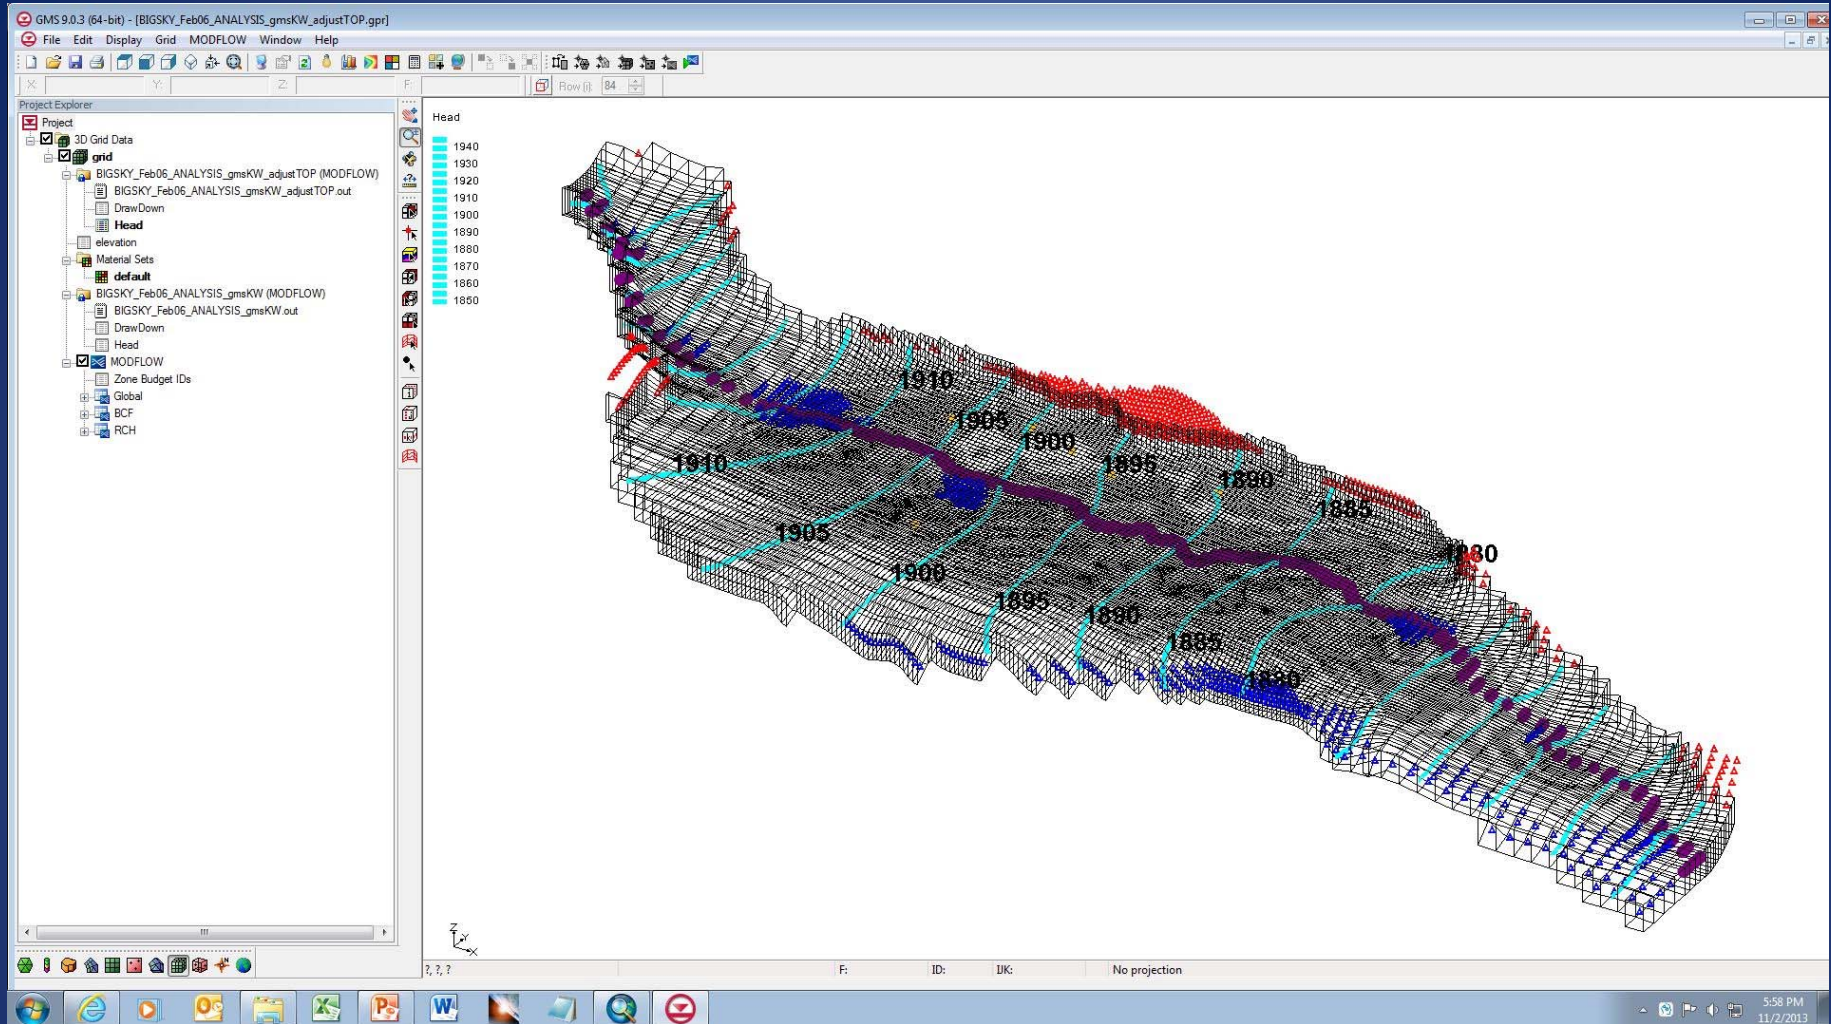 GMS 9.0.3 (64-bit) - [BIGSKY_Feb06_ANALYSIS_gmsKW_adjustTOP.gpr]
File Edit Display Grid MODFLOW Window Help
X: Y: Z: F: Row (i): 84
Project Explorer
Project
3D Grid Data
grid
BIGSKY_Feb06_ANALYSIS_gmsKW_adjustTOP (MODFLOW)
BIGSKY_Feb06_ANALYSIS_gmsKW_adjustTOP.out
DrawDown
Head
elevation
Material Sets
default
BIGSKY_Feb06_ANALYSIS_gmsKW (MODFLOW)
BIGSKY_Feb06_ANALYSIS_gmsKW.out
DrawDown
Head
MODFLOW
Zone Budget IDs
Global
BCF
RCH
Head
1940
1930
1920
1910
1900
1890
1880
1870
1860
1850
1910
1905
1900
1895
1890
1885
1880
1910
1905
1900
1895
1890
1885
1880
Z
Y
X
?, ?, ? F: ID: IJK: No projection
5:58 PM
11/2/2013